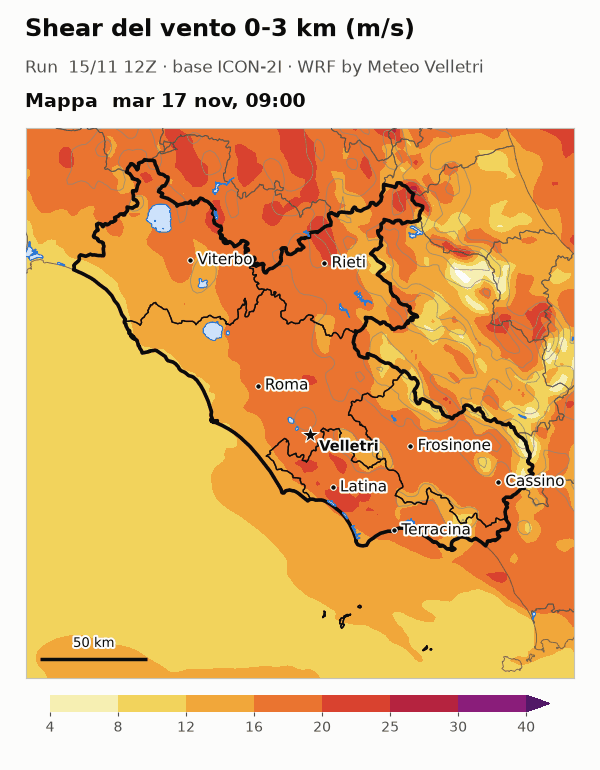 Shear del vento 0-3 km (m/s)
Run  15/11 12Z · base ICON-2I · WRF by Meteo Velletri
Mappa  mar 17 nov, 09:00
Viterbo
Rieti
Roma
Velletri
Frosinone
Cassino
Latina
Terracina
50 km
4 8 12 16 20 25 30 40